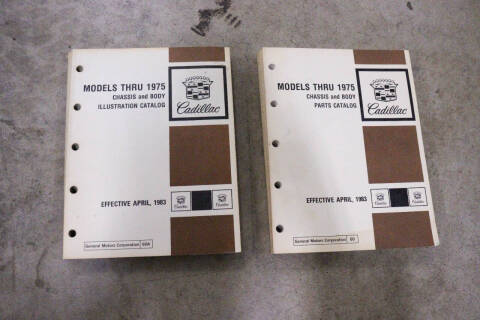 MODELS THRU 1975
CHASSIS and BODY
ILLUSTRATION CATALOG
Cadillac
EFFECTIVE APRIL, 1983
General Motors Corporation
MODELS THRU 1975
CHASSIS and BODY
PARTS CATALOG
Cadillac
EFFECTIVE APRIL, 1983
General Motors Corporation